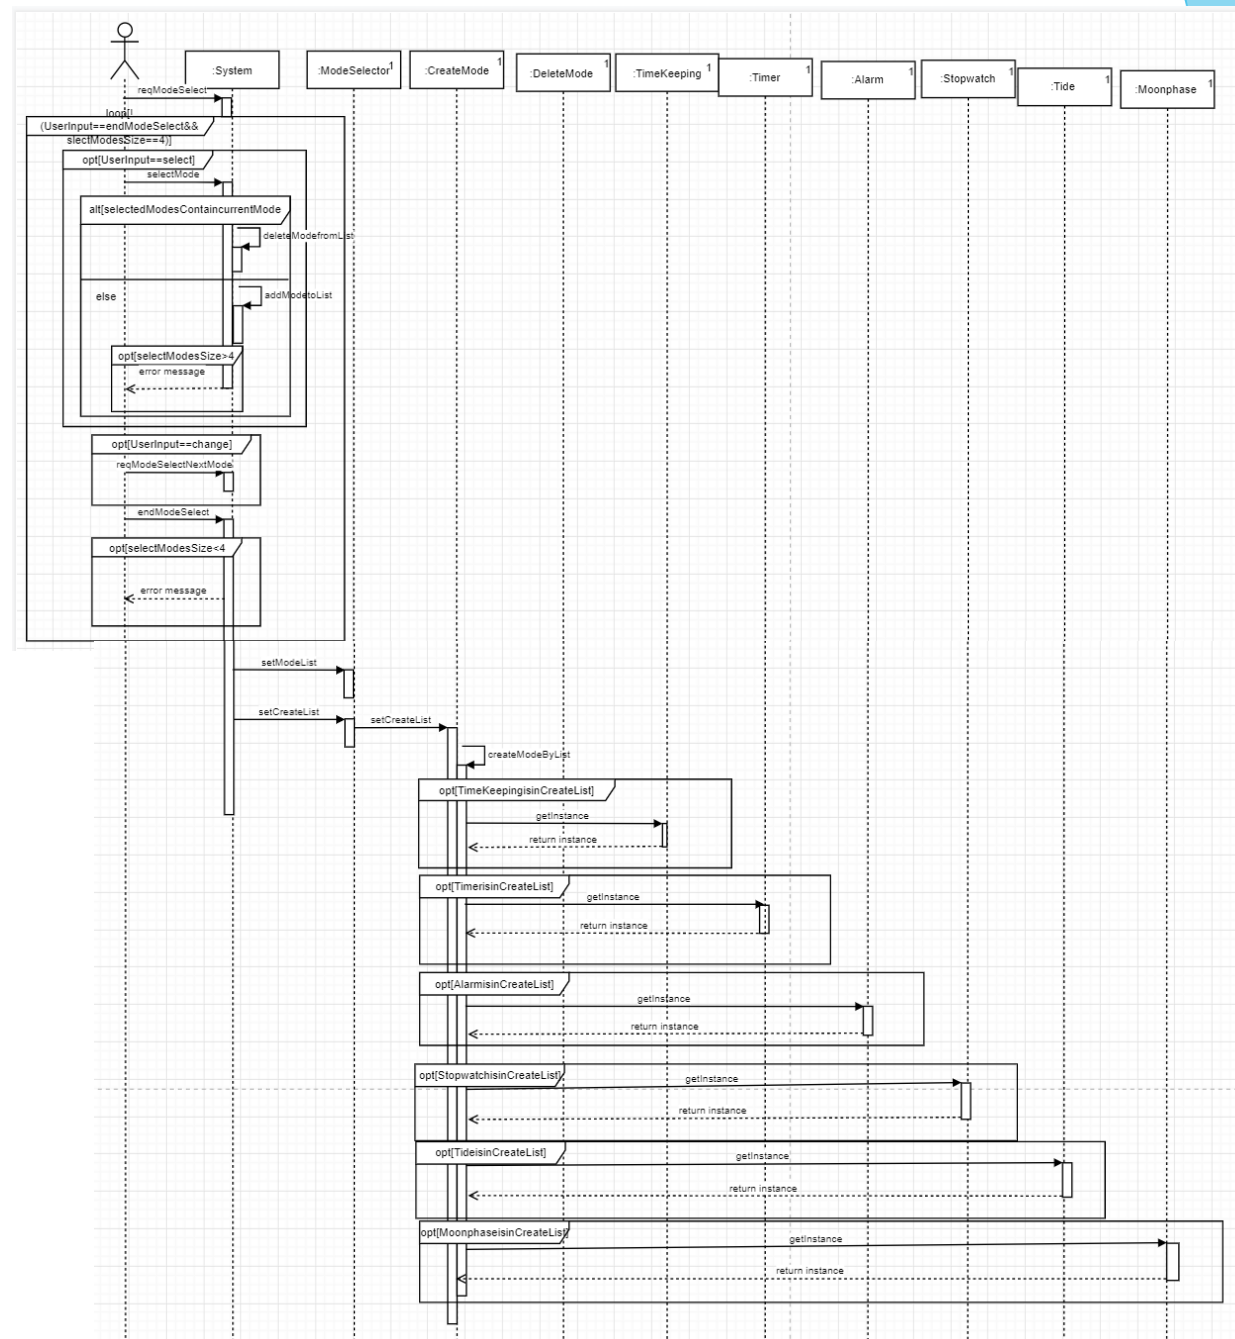 :System
:ModeSelector
1
:CreateMode
1
:DeleteMode
1
:TimeKeeping
1
:Timer
1
:Alarm
1
:Stopwatch
1
:Tide
1
:Moonphase
1
reqModeSelect
loop[!
(UserInput==endModeSelect&&
slectModesSize==4)]
opt[UserInput==select]
selectMode
alt[selectedModesContaincurrentMode
deleteModefromList
else
addModetoList
opt[selectModesSize>4
error message
opt[UserInput==change]
reqModeSelectNextMode
endModeSelect
opt[selectModesSize<4
error message
setModeList
setCreateList
setCreateList
createModeByList
opt[TimeKeepingisinCreateList]
getInstance
return instance
opt[TimerisinCreateList]
getInstance
return instance
opt[AlarmisinCreateList]
getInstance
return instance
opt[StopwatchisinCreateList]
getInstance
return instance
opt[TideisinCreateList]
getInstance
return instance
opt[MoonphaseisinCreateList]
getInstance
return instance